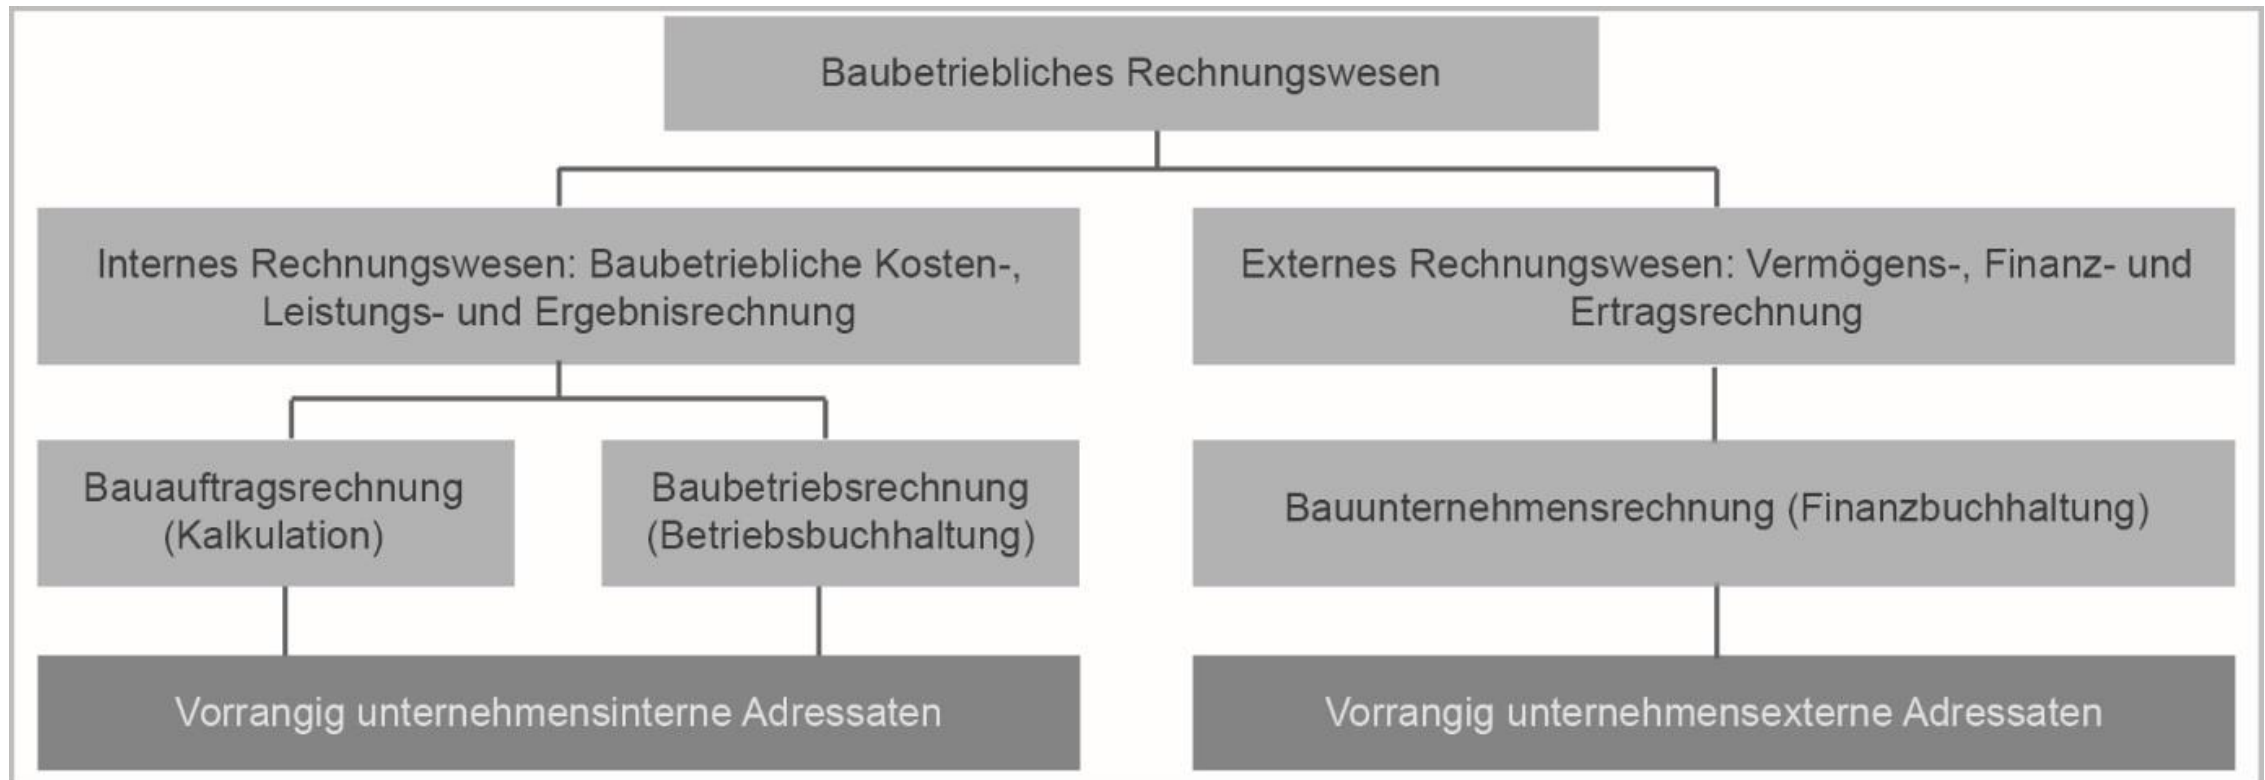 Baubetriebliches Rechnungswesen
Internes Rechnungswesen: Baubetriebliche Kosten-,
Leistungs- und Ergebnisrechnung
Externes Rechnungswesen: Vermögens-, Finanz- und
Ertragsrechnung
Bauauftragsrechnung
(Kalkulation)
Baubetriebsrechnung
(Betriebsbuchhaltung)
Bauunternehmensrechnung (Finanzbuchhaltung)
Vorrangig unternehmensinterne Adressaten
Vorrangig unternehmensexterne Adressaten